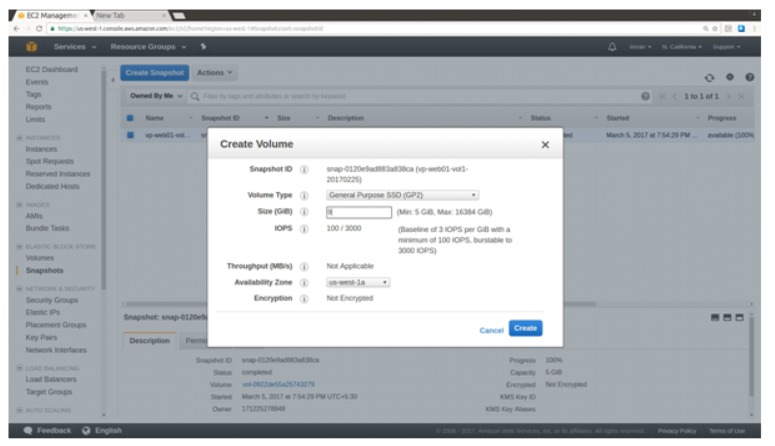 EC2 Management × New Tab ×
https://us-west-1.console.aws.amazon.com/ec2/v2/home?region=us-west-1#Snapshots:sort=snapshotId
Services Resource Groups
N. California Support
EC2 Dashboard
Events
Tags
Reports
Limits
INSTANCES
Instances
Spot Requests
Reserved Instances
Dedicated Hosts
IMAGES
AMIs
Bundle Tasks
ELASTIC BLOCK STORE
Volumes
Snapshots
NETWORK & SECURITY
Security Groups
Elastic IPs
Placement Groups
Key Pairs
Network Interfaces
LOAD BALANCING
Load Balancers
Target Groups
AUTO SCALING
Create Snapshot Actions
Owned By Me Filter by tags and attributes or search by keyword 1 to 1 of 1
Name Snapshot ID Size Description Status Started Progress
vp-web01-vol... March 5, 2017 at 7:54:29 PM ... available (100%
Create Volume ×
Snapshot ID snap-0120e9ad883a838ca (vp-web01-vol1-
20170225)
Volume Type General Purpose SSD (GP2)
Size (GiB) 9 (Min: 5 GiB, Max: 16384 GiB)
IOPS 100 / 3000 (Baseline of 3 IOPS per GiB with a
minimum of 100 IOPS, burstable to
3000 IOPS)
Throughput (MB/s) Not Applicable
Availability Zone us-west-1a
Encryption Not Encrypted
Cancel Create
Snapshot: snap-0120e9
Description Perm
Snapshot ID snap-0120e9ad883a838ca Progress 100%
Status completed Capacity 5 GiB
Volume vol-0822de55a25743276 Encrypted Not Encrypted
Started March 5, 2017 at 7:54:29 PM UTC+5:30 KMS Key ID
Owner 171225278948 KMS Key Aliases
Feedback English © 2008 - 2017, Amazon Web Services, Inc. or its affiliates. All rights reserved. Privacy Policy Terms of Use